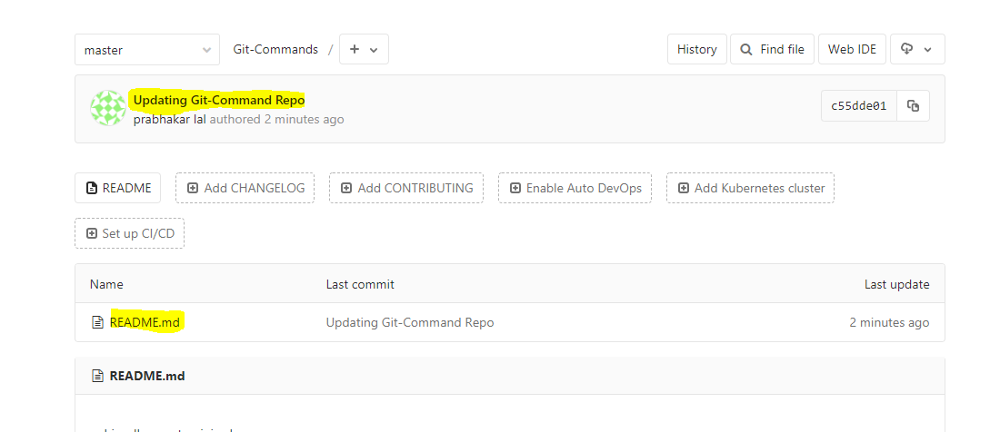 master Git-Commands / + History Find file Web IDE
Updating Git-Command Repo
prabhakar lal authored 2 minutes ago
c55dde01
README Add CHANGELOG Add CONTRIBUTING Enable Auto DevOps Add Kubernetes cluster
Set up CI/CD
Name Last commit Last update
README.md Updating Git-Command Repo 2 minutes ago
README.md